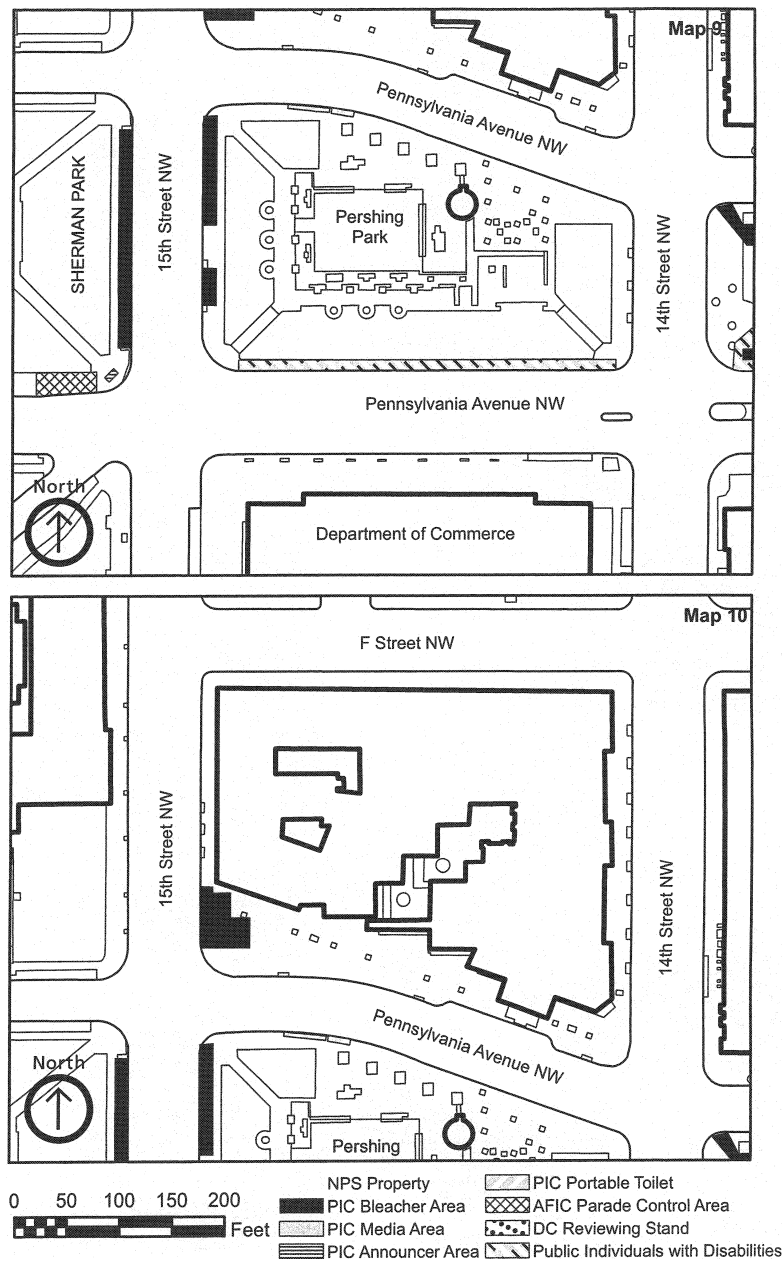 Map 9
Pennsylvania Avenue NW
SHERMAN PARK
15th Street NW
Pershing
Park
14th Street NW
Pennsylvania Avenue NW
North
Department of Commerce
Map 10
F Street NW
15th Street NW
14th Street NW
Pennsylvania Avenue NW
North
Pershing
0 50 100 150 200
Feet
NPS Property
PIC Bleacher Area
PIC Media Area
PIC Announcer Area
PIC Portable Toilet
AFIC Parade Control Area
DC Reviewing Stand
Public Individuals with Disabilities